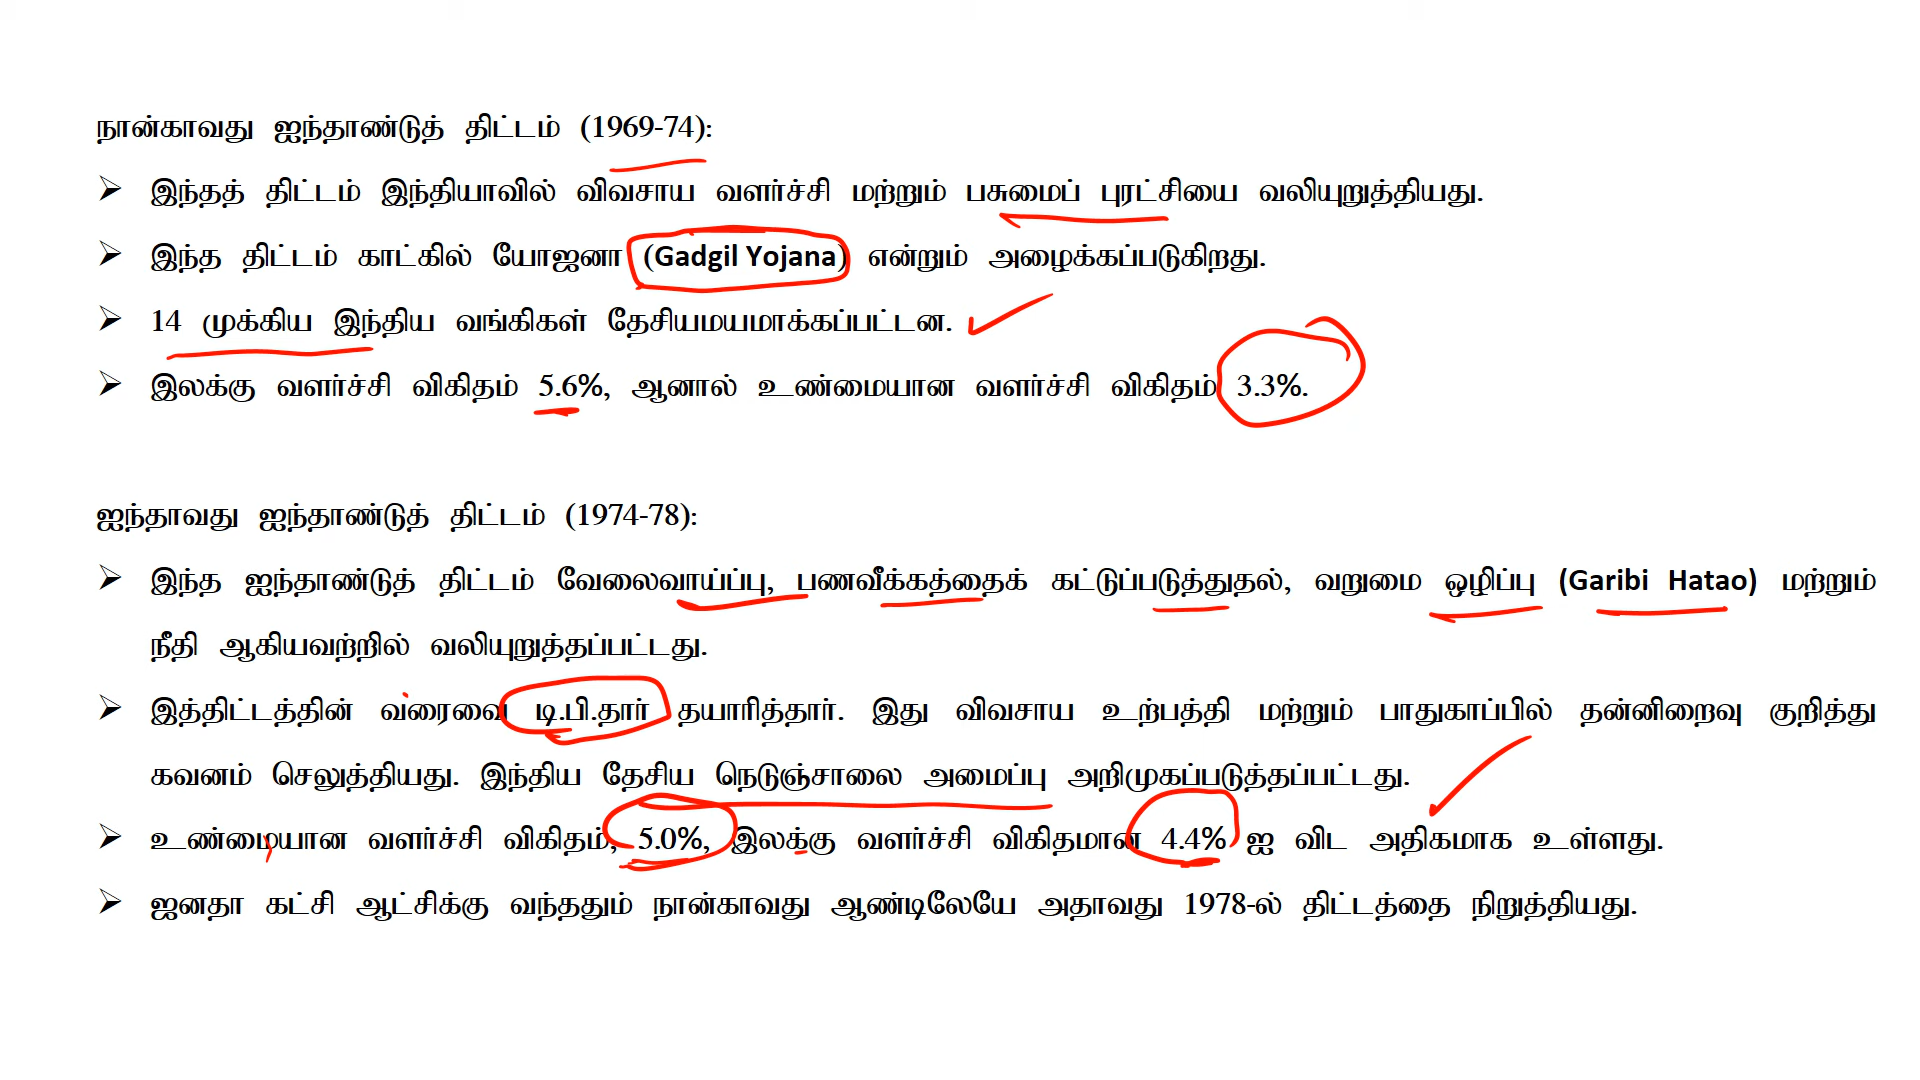 நான்காவது ஐந்தாண்டுத் திட்டம் (1969-74):
➢ இந்தத் திட்டம் இந்தியாவில் விவசாய வளர்ச்சி மற்றும் பசுமைப் புரட்சியை வலியுறுத்தியது.
➢ இந்த திட்டம் காட்கில் யோஜனா (Gadgil Yojana) என்றும் அழைக்கப்படுகிறது.
➢ 14 முக்கிய இந்திய வங்கிகள் தேசியமயமாக்கப்பட்டன.
➢ இலக்கு வளர்ச்சி விகிதம் 5.6%, ஆனால் உண்மையான வளர்ச்சி விகிதம் 3.3%.
ஐந்தாவது ஐந்தாண்டுத் திட்டம் (1974-78):
➢ இந்த ஐந்தாண்டுத் திட்டம் வேலைவாய்ப்பு, பணவீக்கத்தைக் கட்டுப்படுத்துதல், வறுமை ஒழிப்பு (Garibi Hatao) மற்றும்
நீதி ஆகியவற்றில் வலியுறுத்தப்பட்டது.
➢ இத்திட்டத்தின் வரைவை டி.பி.தார் தயாரித்தார். இது விவசாய உற்பத்தி மற்றும் பாதுகாப்பில் தன்னிறைவு குறித்து
கவனம் செலுத்தியது. இந்திய தேசிய நெடுஞ்சாலை அமைப்பு அறிமுகப்படுத்தப்பட்டது.
➢ உண்மையான வளர்ச்சி விகிதம், 5.0%, இலக்கு வளர்ச்சி விகிதமான 4.4% ஐ விட அதிகமாக உள்ளது.
➢ ஜனதா கட்சி ஆட்சிக்கு வந்ததும் நான்காவது ஆண்டிலேயே அதாவது 1978-ல் திட்டத்தை நிறுத்தியது.